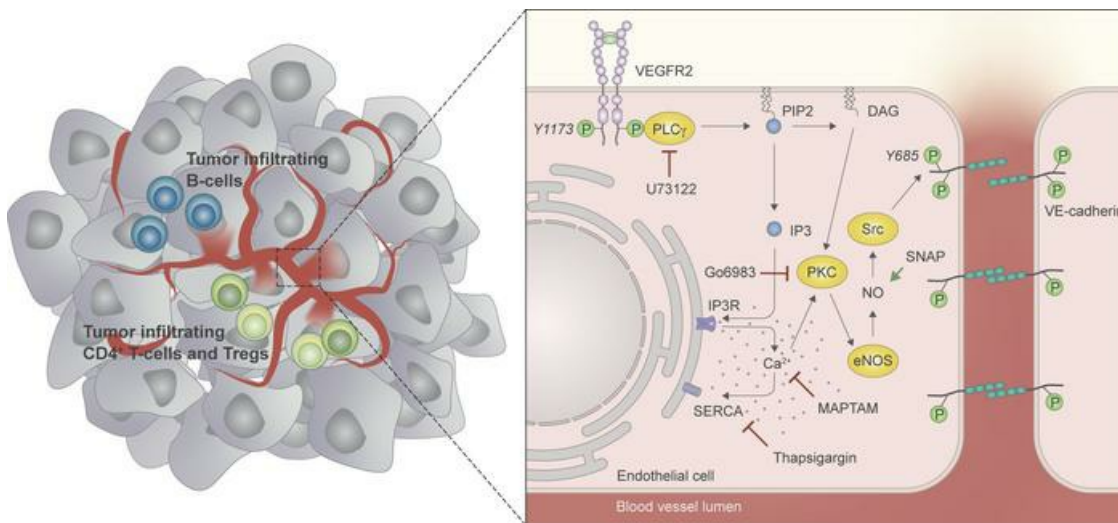 Tumor infiltrating
B-cells
Tumor infiltrating
CD4⁺ T-cells and Tregs
VEGFR2
Y1173
P
P
PLCγ
U73122
PIP2
DAG
IP3
Go6983
PKC
IP3R
Ca²⁺
SERCA
MAPTAM
Thapsigargin
eNOS
NO
SNAP
Src
Y685
P
P
P
P
VE-cadherin
P
P
P
P
Endothelial cell
Blood vessel lumen